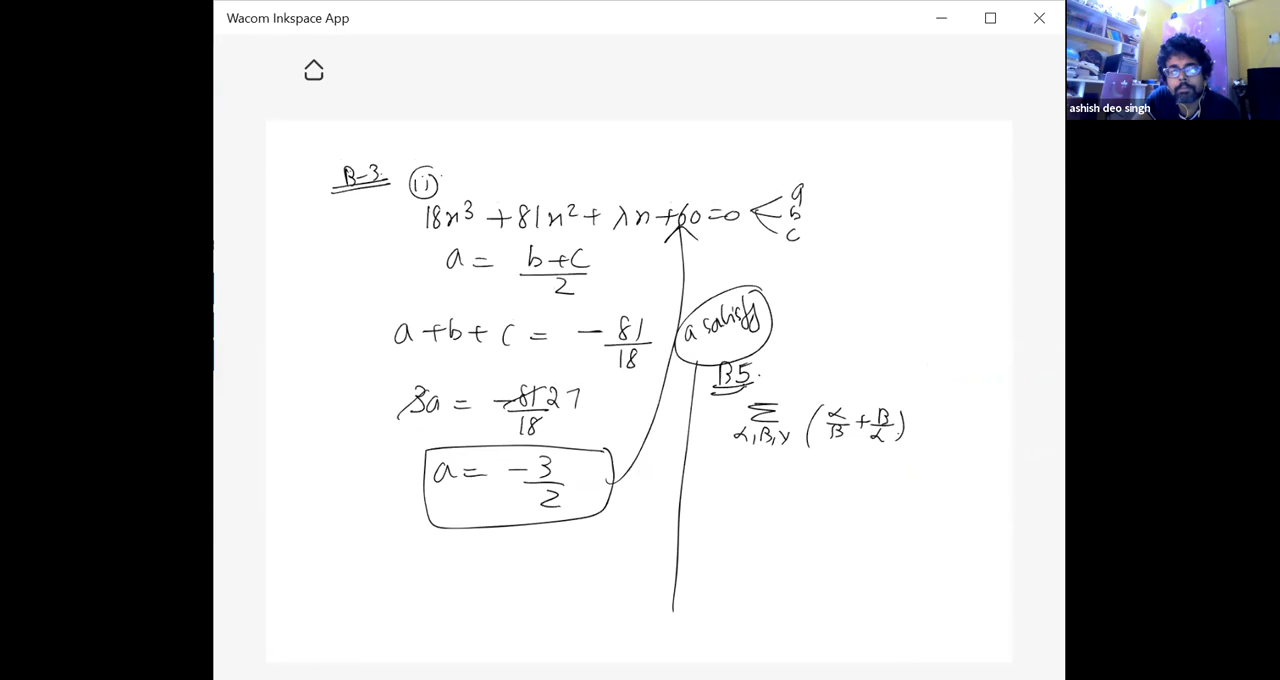 Wacom Inkspace App
ashish deo singh
B-3. (ii)
18x³ + 81x² + λx + 60 = 0 < a b c
a = b+c/2
a + b + c = -81/18
3a = -81 27/18
a = -3/2
a satisfy
B5.
Σ α,β,γ (α/β + β/α)